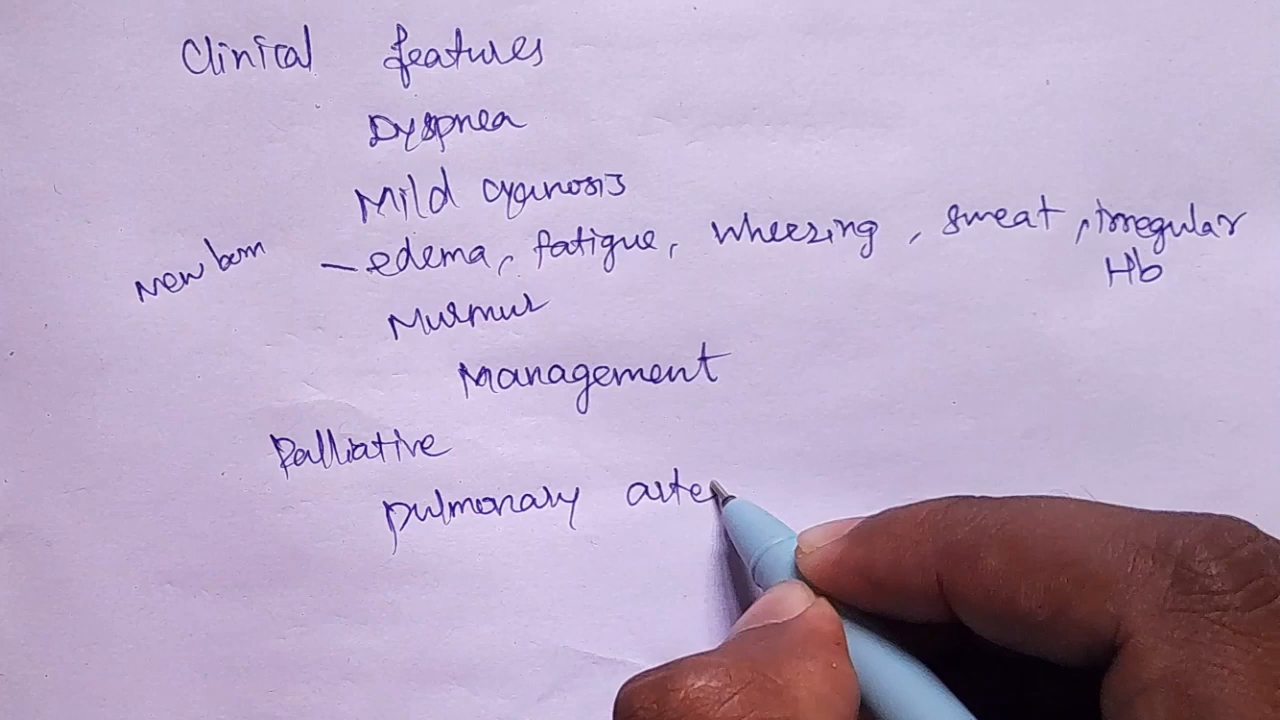 Clinical features
Dyspnea
Mild cyanosis
New born - edema, fatigue, wheezing, sweat, irregular
Hb
Murmur
Management
Palliative
pulmonary arte